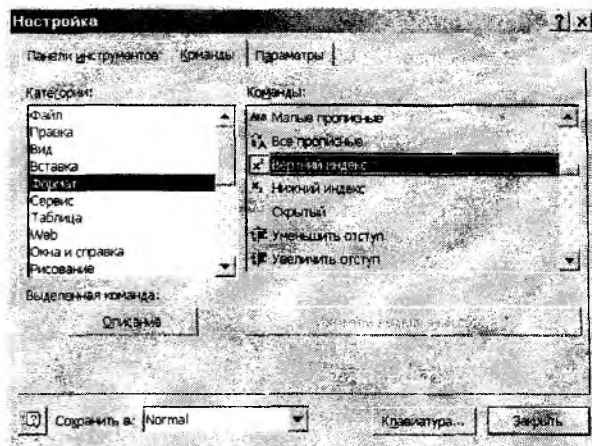 Настройка
Панели инструментов Команды Параметры
Категории:
Файл
Правка
Вид
Вставка
Формат
Сервис
Таблица
Web
Окна и справка
Рисование
Команды:
Малые прописные
Все прописные
Верхний индекс
Нижний индекс
Скрытый
Уменьшить отступ
Увеличить отступ
Выделенная команда:
Описание
Сохранить в: Normal
Клавиатура...
Закрыть